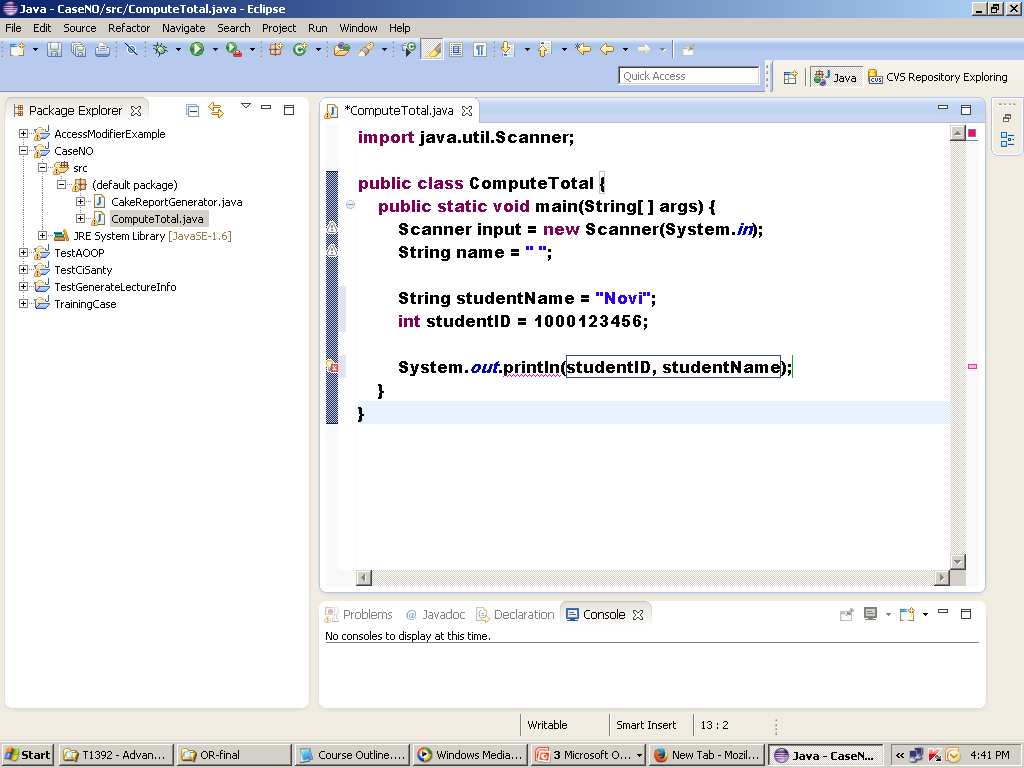 Java - CaseNO/src/ComputeTotal.java - Eclipse
File Edit Source Refactor Navigate Search Project Run Window Help
Quick Access
Java
CVS Repository Exploring
Package Explorer
AccessModifierExample
CaseNO
src
(default package)
CakeReportGenerator.java
ComputeTotal.java
JRE System Library [JavaSE-1.6]
TestAOOP
TestCiSanty
TestGenerateLectureInfo
TrainingCase
*ComputeTotal.java
import java.util.Scanner;
public class ComputeTotal {
public static void main(String[ ] args) {
Scanner input = new Scanner(System.in);
String name = " ";
String studentName = "Novi";
int studentID = 1000123456;
System.out.println(studentID, studentName);
}
}
Problems @ Javadoc Declaration Console
No consoles to display at this time.
Writable Smart Insert 13 : 2
Start T1392 - Advan... OR-final Course Outline.... Windows Media... 3 Microsoft O... New Tab - Mozil... Java - CaseN... « 4:41 PM